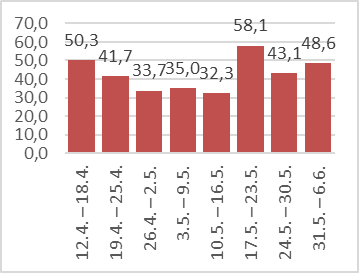 70,0
60,0
50,0
40,0
30,0
20,0
10,0
0,0
50,3
41,7
33,7
35,0
32,3
58,1
43,1
48,6
12.4. – 18.4.
19.4. – 25.4.
26.4. – 2.5.
3.5. – 9.5.
10.5. – 16.5.
17.5. – 23.5.
24.5. – 30.5.
31.5. – 6.6.